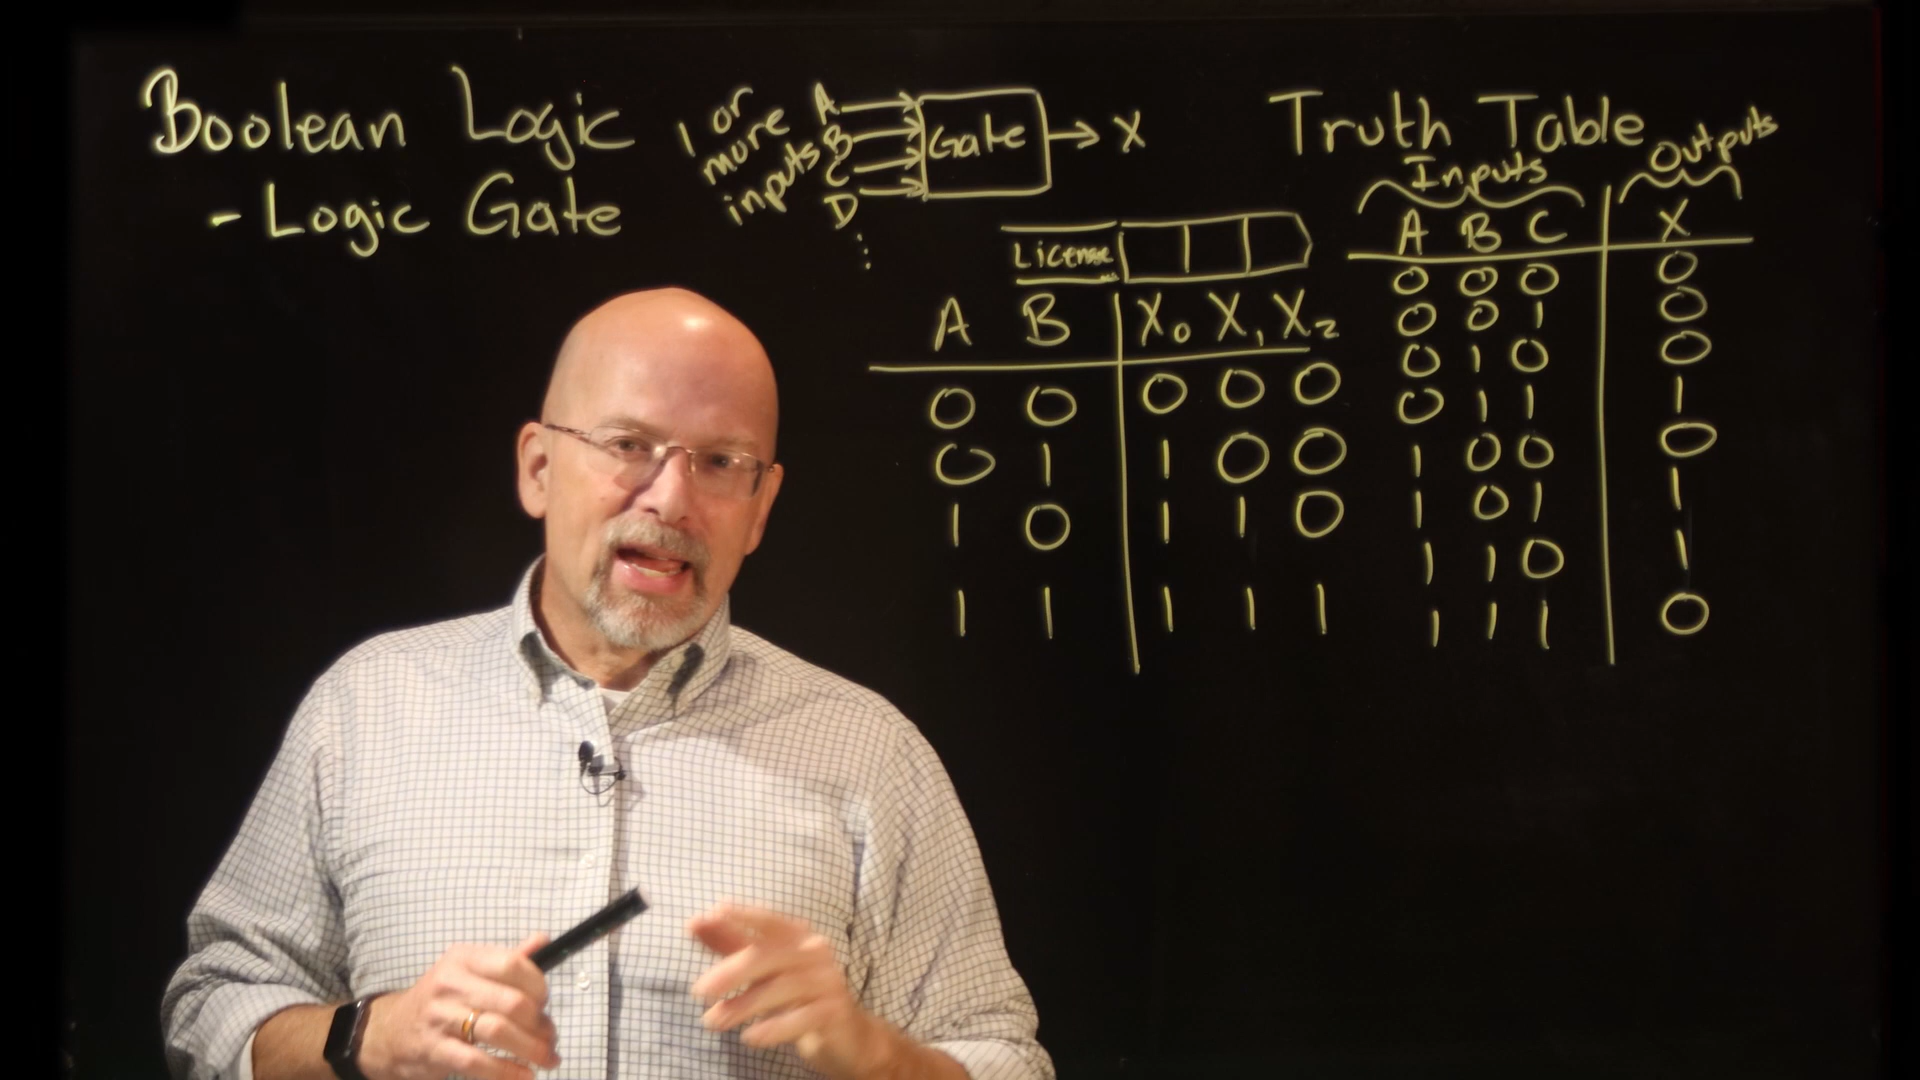 Boolean Logic
- Logic Gate
1 or
more
inputs
A
B
C
D
⋮
Gate
X
License
A B X₀ X₁ X₂
0 0 0 0 0
0 1 1 0 0
1 0 1 1 0
1 1 1 1 1
Truth Table
Inputs Outputs
A B C X
0 0 0 0
0 0 1 0
0 1 0 0
0 1 1 1
1 0 0 0
1 0 1 1
1 1 0 1
1 1 1 0